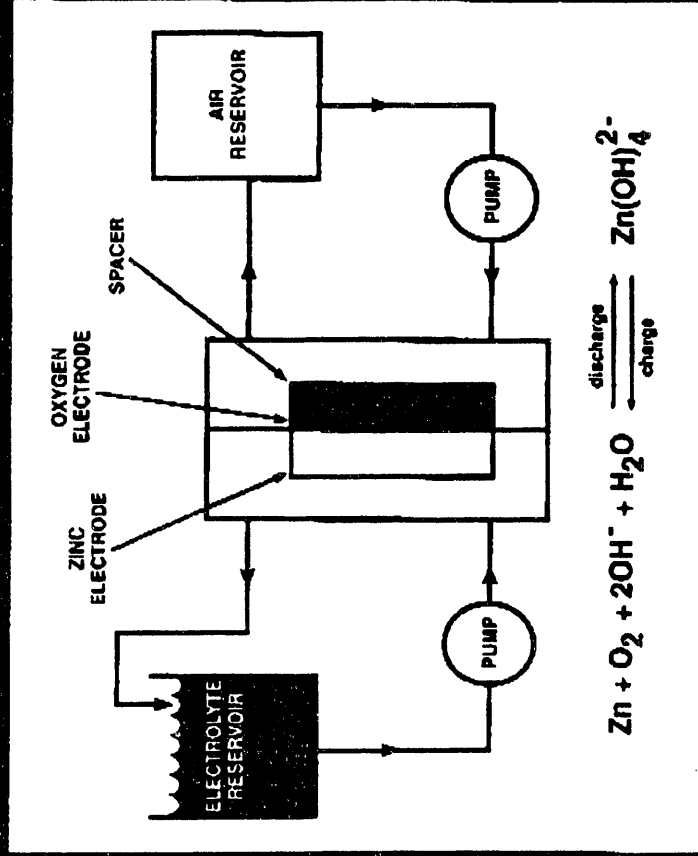 AIR
RESERVOIR
SPACER
OXYGEN
ELECTRODE
ZINC
ELECTRODE
PUMP
PUMP
ELECTROLYTE
RESERVOIR
discharge
Zn + O₂ + 2OH⁻ + H₂O Zn(OH)₄²⁻
charge